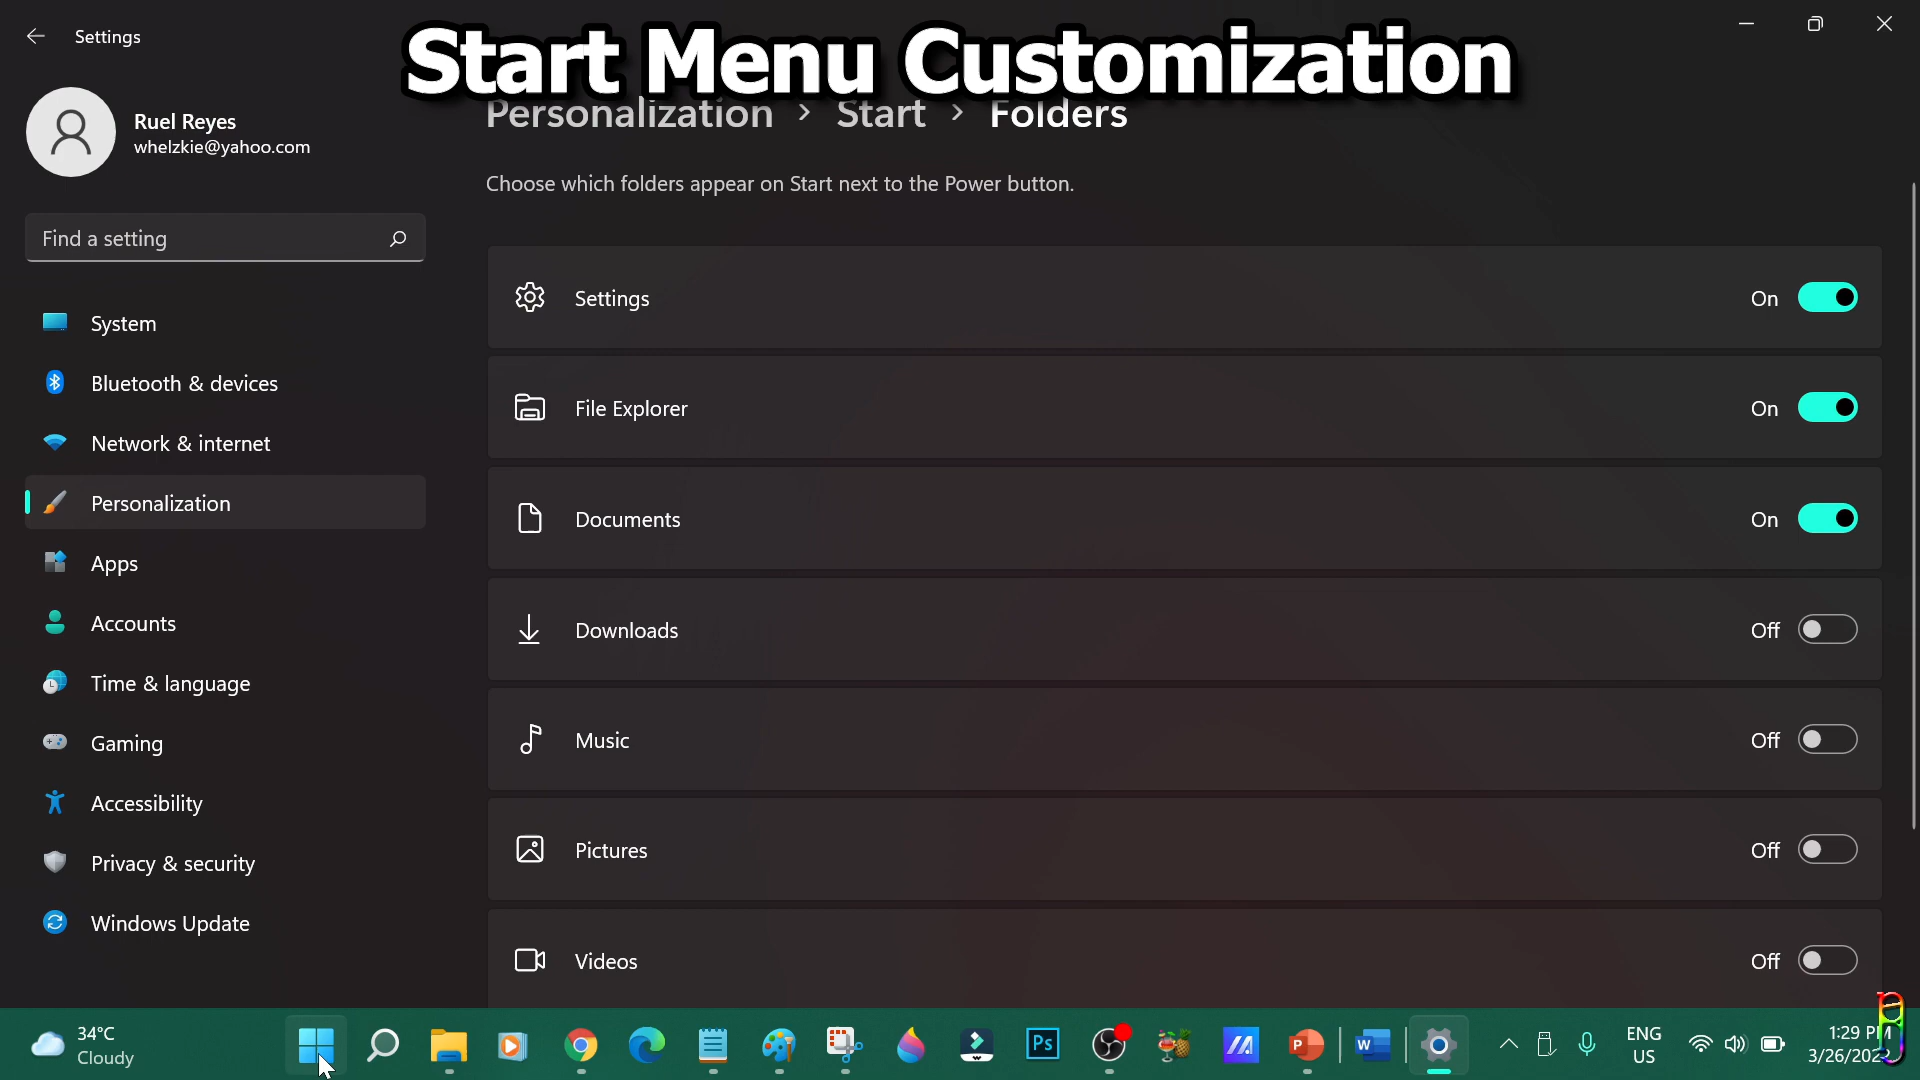 Settings
Start Menu Customization
Ruel Reyes
whelzkie@yahoo.com
Personalization > Start > Folders
Choose which folders appear on Start next to the Power button.
Find a setting
System
Bluetooth & devices
Network & internet
Personalization
Apps
Accounts
Time & language
Gaming
Accessibility
Privacy & security
Windows Update
Settings On
File Explorer On
Documents On
Downloads Off
Music Off
Pictures Off
Videos Off
34°C
Cloudy
Ps
P
W
ENG
US
1:29 PM
3/26/2022